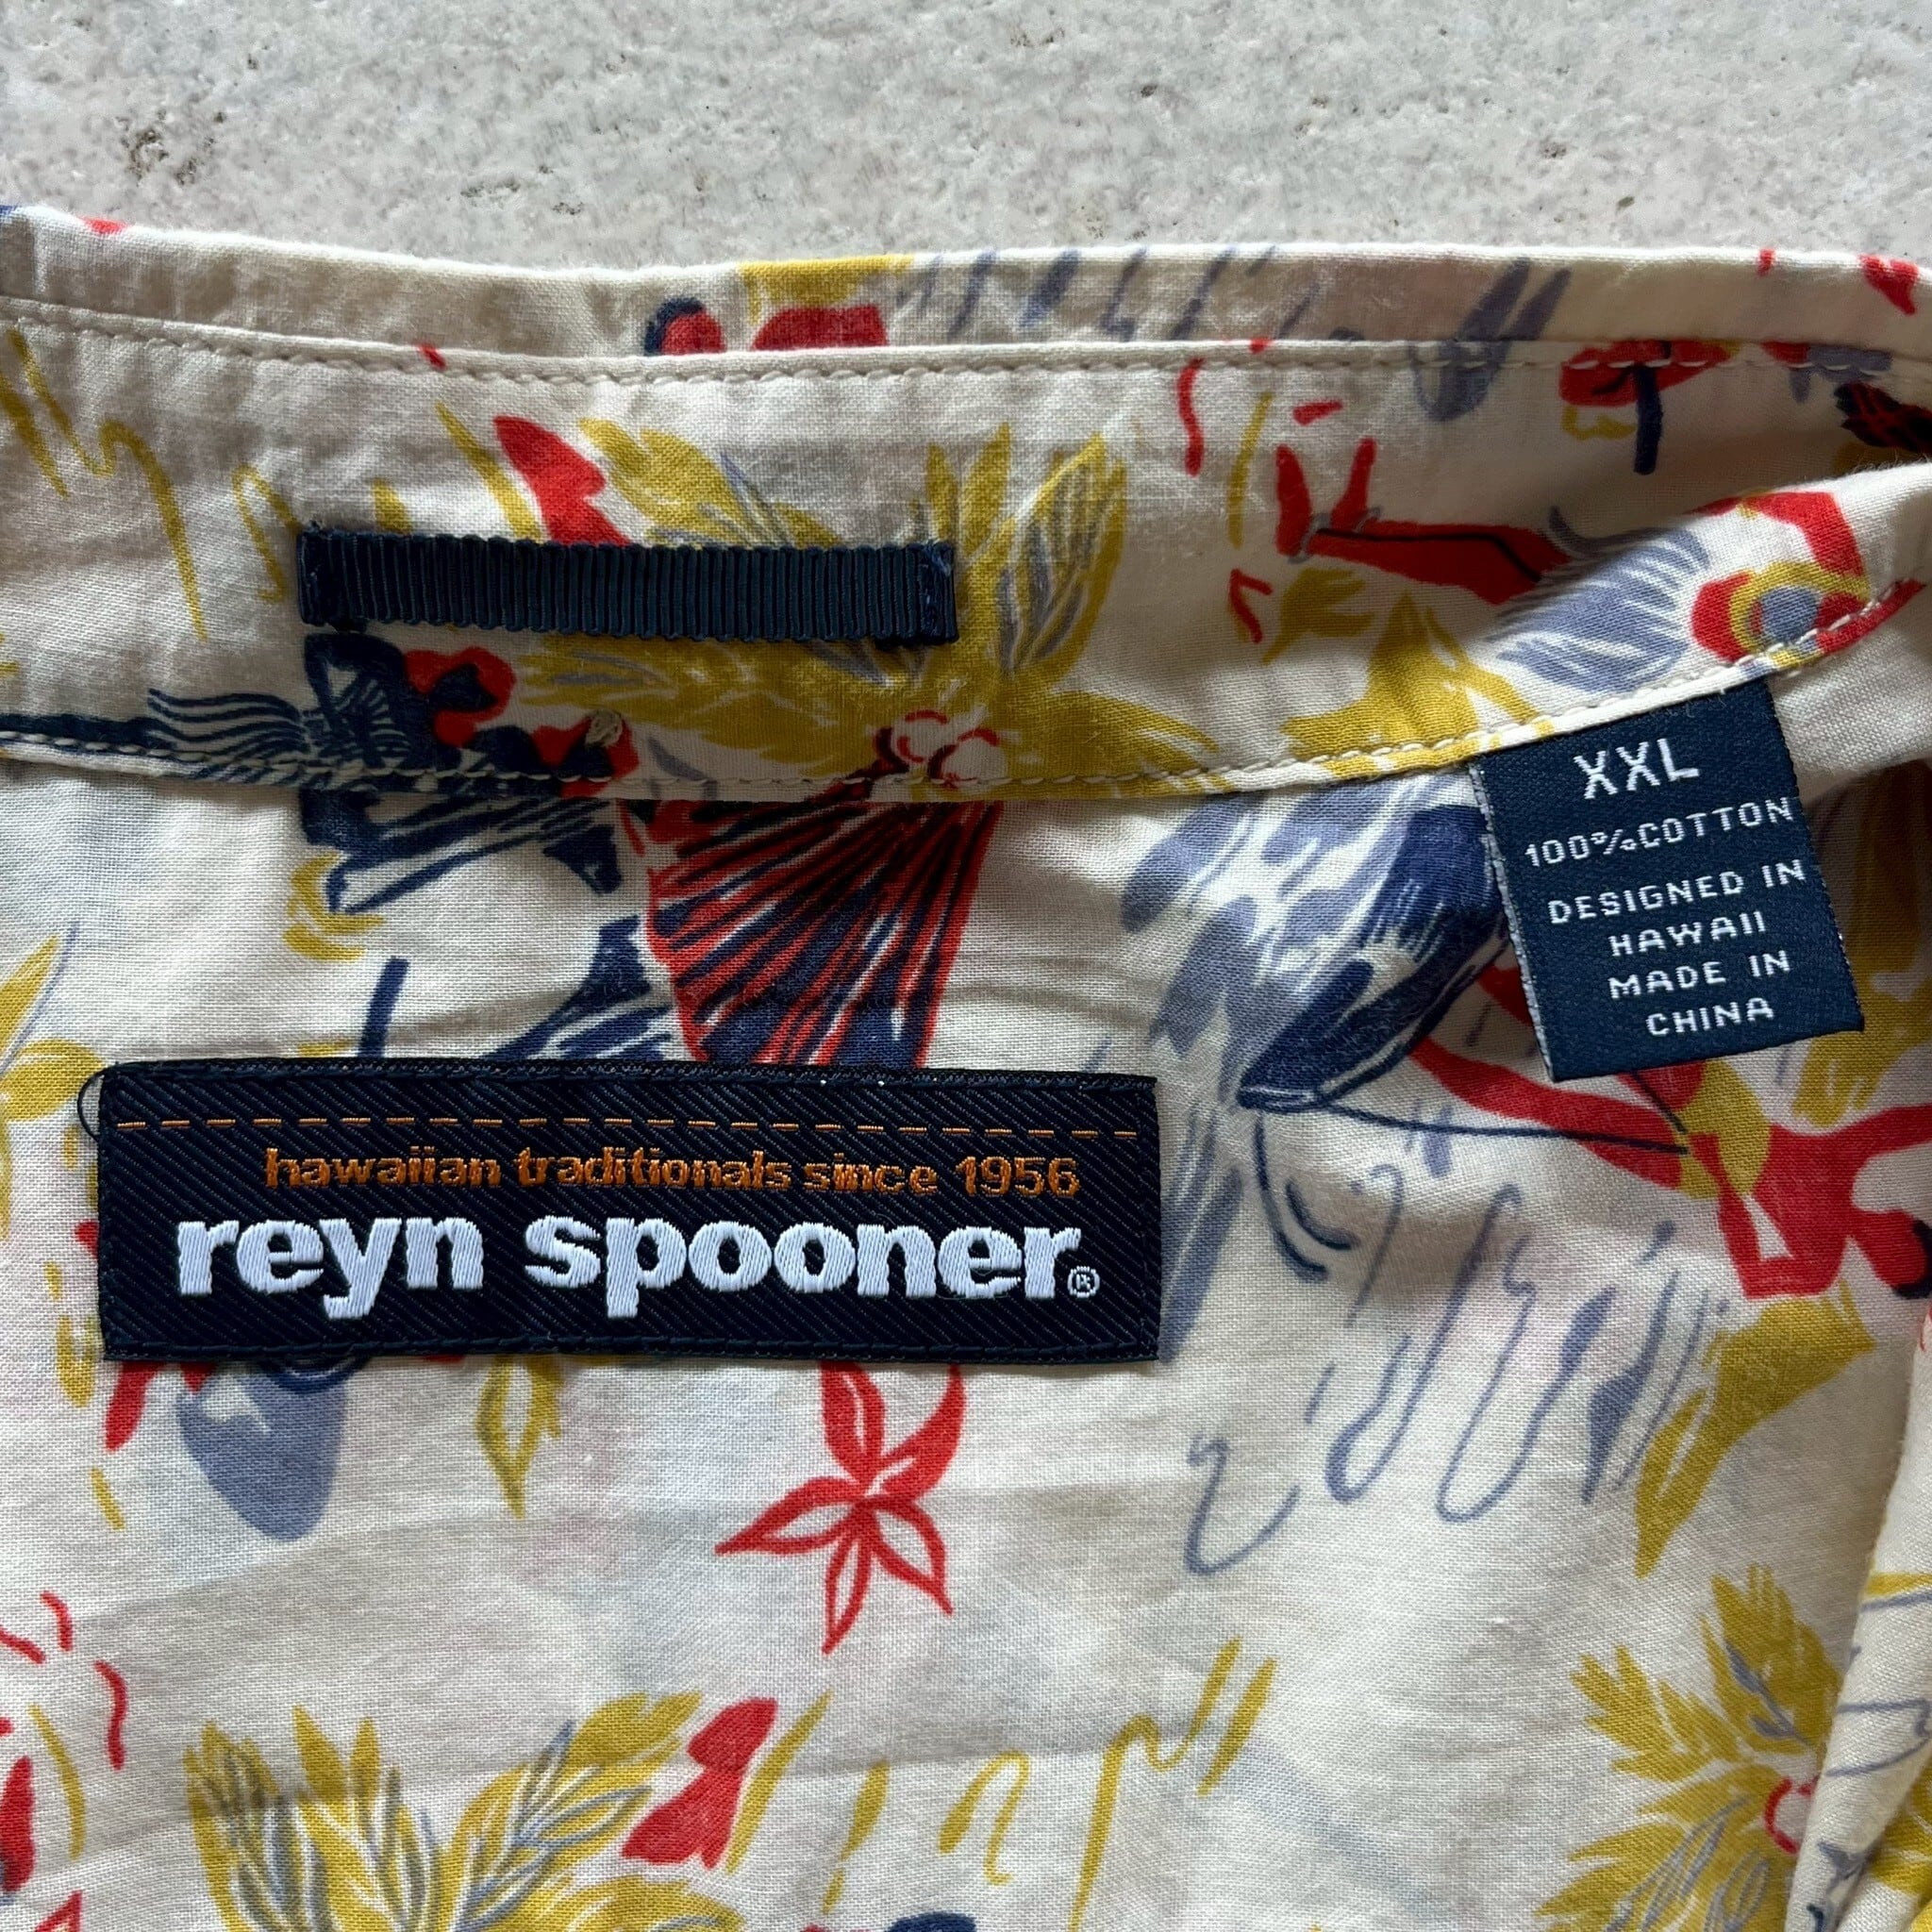 XXL
100%COTTON
DESIGNED IN
HAWAII
MADE IN
CHINA
hawaiian traditionals since 1956
reyn spooner®